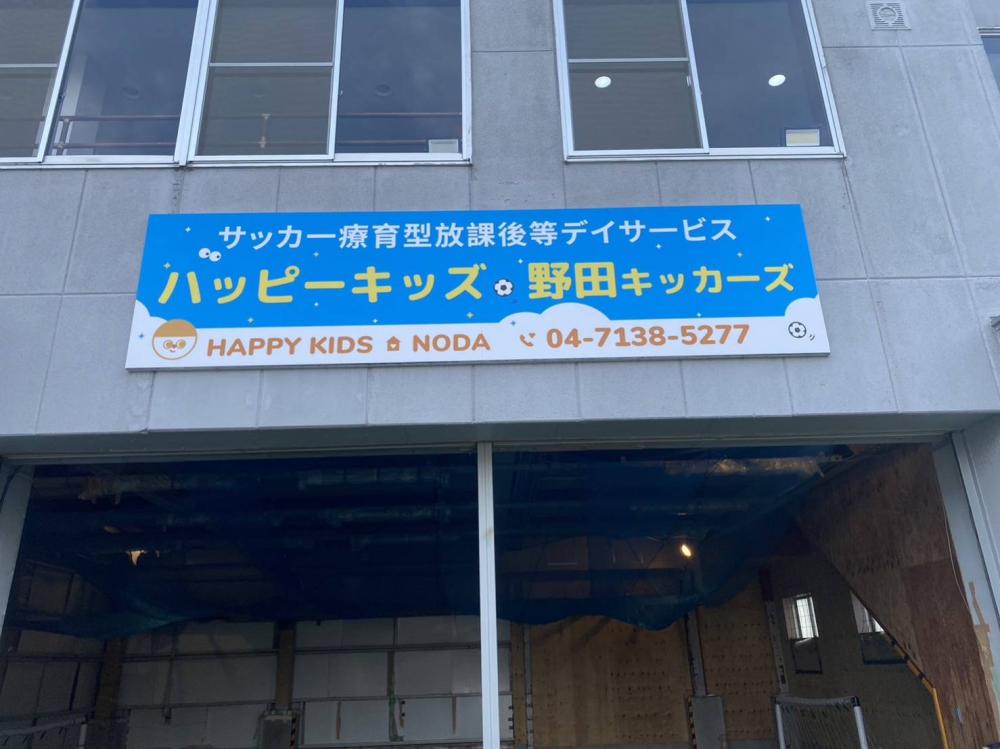 サッカー療育型放課後等デイサービス
ハッピーキッズ⚽野田キッカーズ
HAPPY KIDS NODA 04-7138-5277